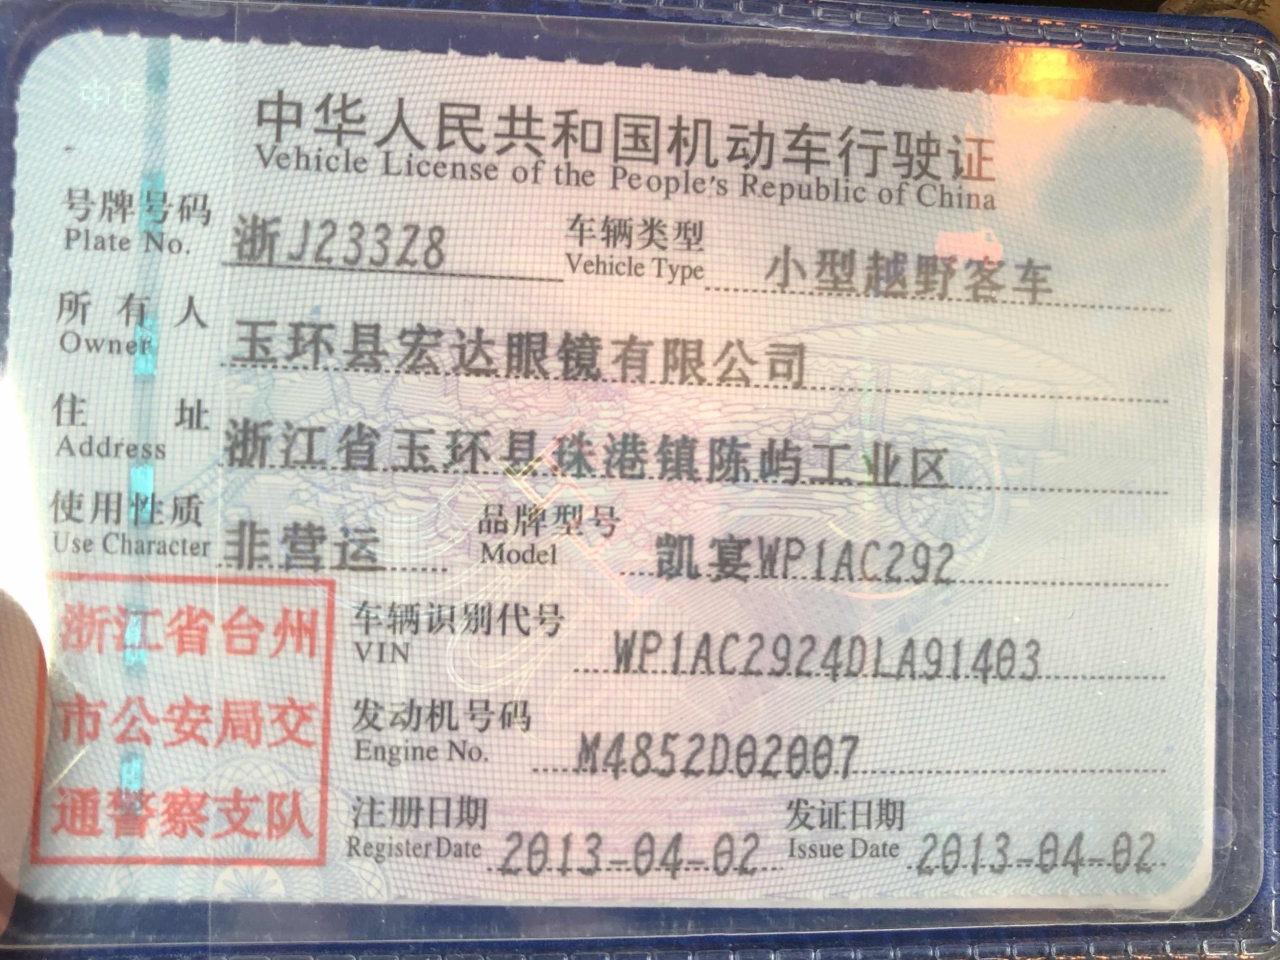 中华人民共和国机动车行驶证
Vehicle License of the People's Republic of China
号牌号码 浙J233Z8 车辆类型 小型越野客车
Plate No. Vehicle Type
所有人 玉环县宏达眼镜有限公司
Owner
住址 浙江省玉环县珠港镇陈屿工业区
Address
使用性质 非营运 品牌型号 凯宴WP1AC292
Use Character Model
浙江省台州
市公安局交
通警察支队
车辆识别代号 WP1AC2924DLA91403
VIN
发动机号码 M4852D02007
Engine No.
注册日期 2013-04-02 发证日期 2013-04-02
Register Date Issue Date